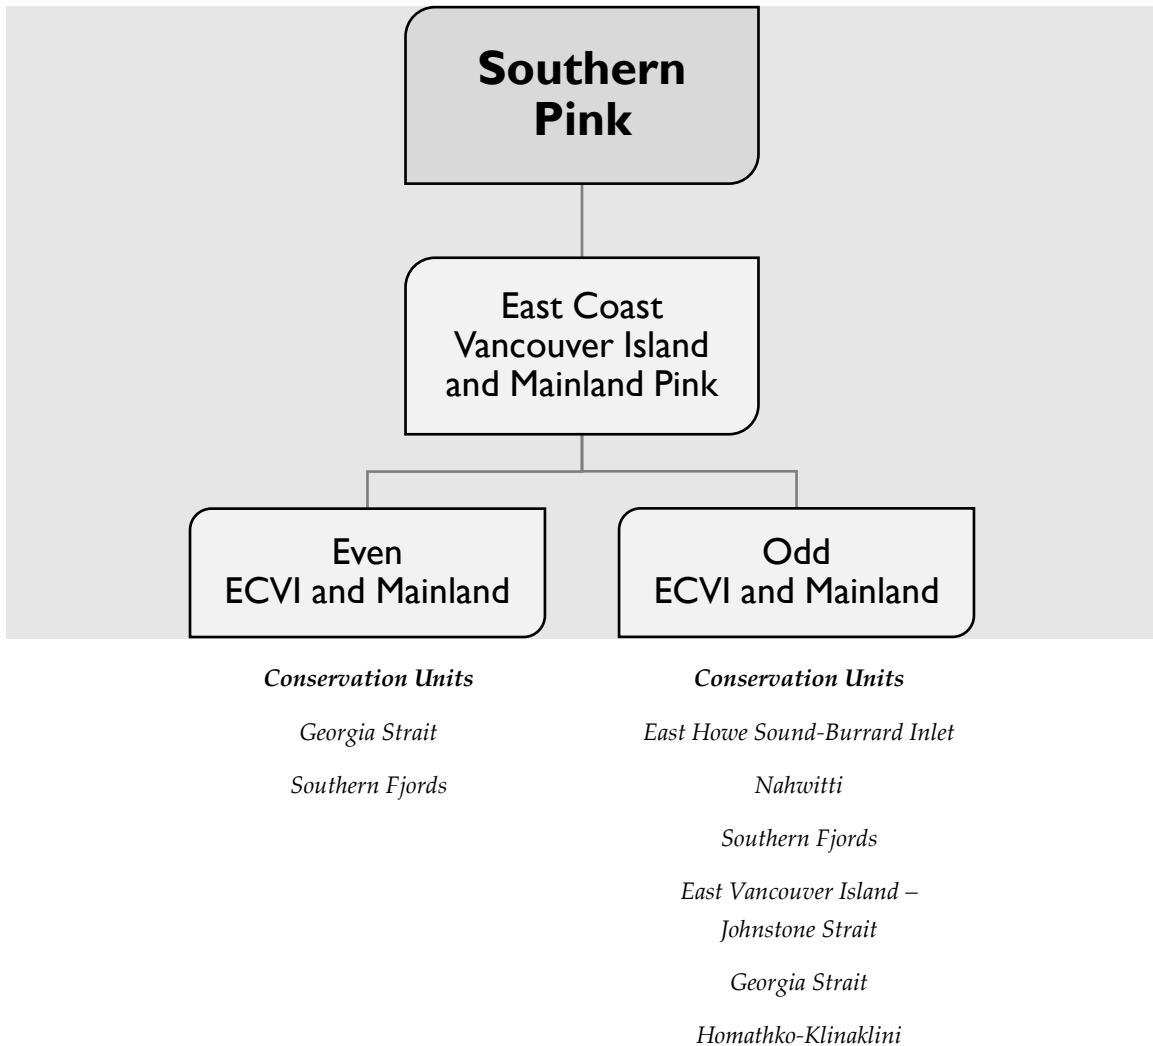 Southern
Pink
East Coast
Vancouver Island
and Mainland Pink
Even
ECVI and Mainland
Odd
ECVI and Mainland
Conservation Units
Georgia Strait
Southern Fjords
Conservation Units
East Howe Sound-Burrard Inlet
Nahwitti
Southern Fjords
East Vancouver Island –
Johnstone Strait
Georgia Strait
Homathko-Klinaklini